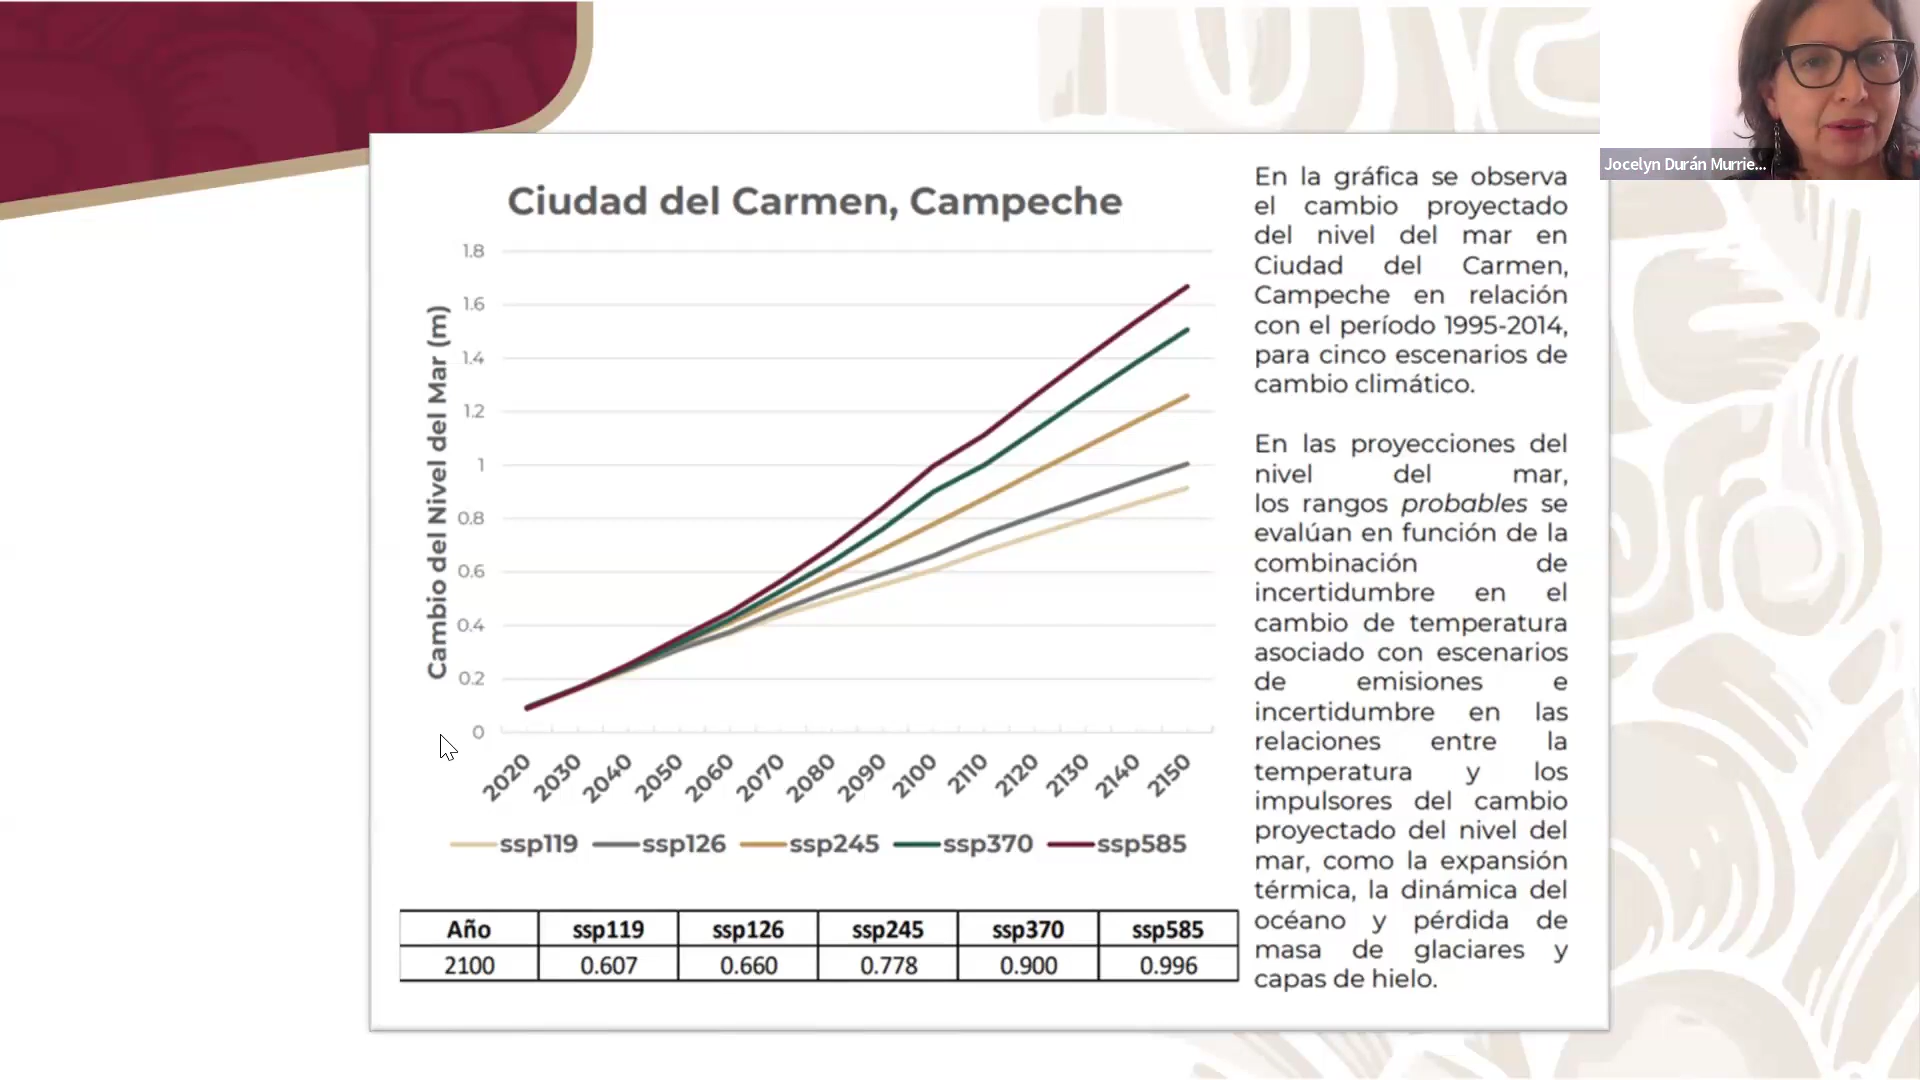 Jocelyn Durán Murrie...
Ciudad del Carmen, Campeche
Cambio del Nivel del Mar (m)
1.8
1.6
1.4
1.2
1
0.8
0.6
0.4
0.2
0
2020 2030 2040 2050 2060 2070 2080 2090 2100 2110 2120 2130 2140 2150
ssp119 ssp126 ssp245 ssp370 ssp585
Año ssp119 ssp126 ssp245 ssp370 ssp585
2100 0.607 0.660 0.778 0.900 0.996
En la gráfica se observa
el cambio proyectado
del nivel del mar en
Ciudad del Carmen,
Campeche en relación
con el período 1995-2014,
para cinco escenarios de
cambio climático.
En las proyecciones del
nivel del mar,
los rangos probables se
evalúan en función de la
combinación de
incertidumbre en el
cambio de temperatura
asociado con escenarios
de emisiones e
incertidumbre en las
relaciones entre la
temperatura y los
impulsores del cambio
proyectado del nivel del
mar, como la expansión
térmica, la dinámica del
océano y pérdida de
masa de glaciares y
capas de hielo.